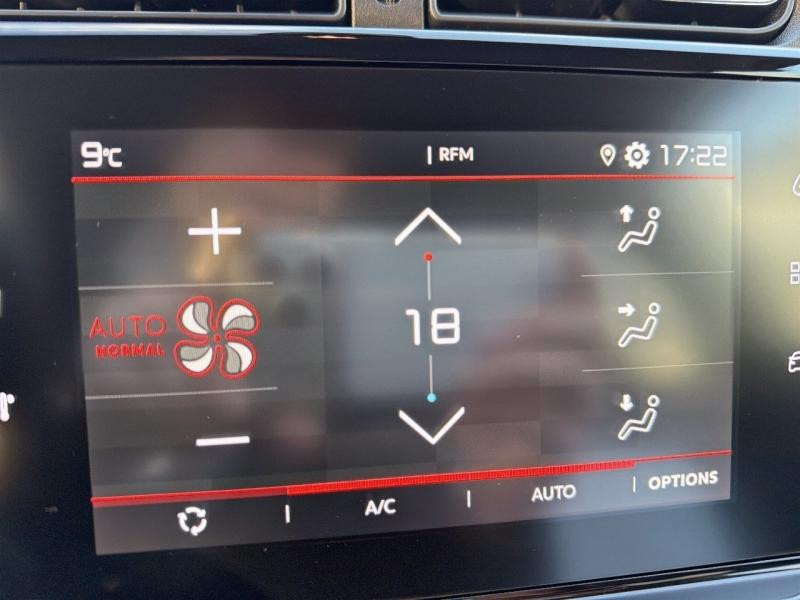 9°C
RFM
17:22
AUTO
NORMAL
18
A/C
AUTO
OPTIONS